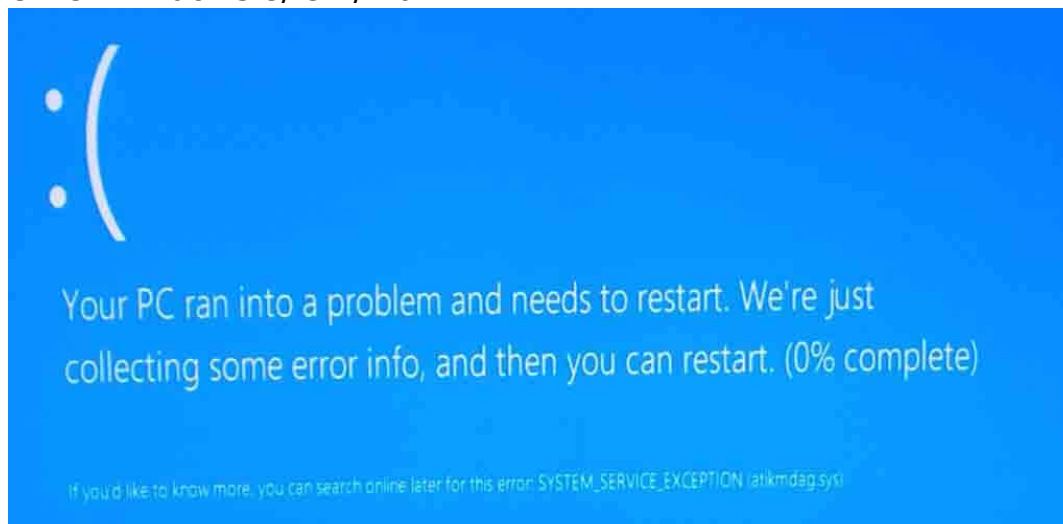 :(
Your PC ran into a problem and needs to restart. We're just
collecting some error info, and then you can restart. (0% complete)
If you'd like to know more, you can search online later for this error: SYSTEM_SERVICE_EXCEPTION (atikmdag.sys)